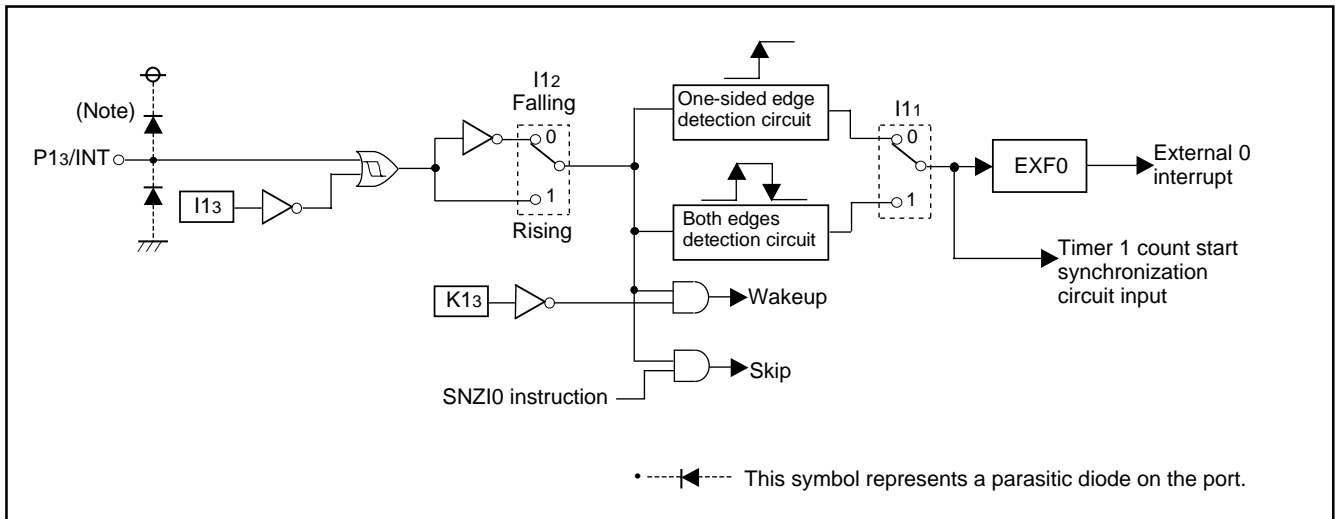 I12
Falling
(Note)
0
1
Rising
P13/INT
I13
One-sided edge
detection circuit
Both edges
detection circuit
I11
0
1
EXF0
External 0
interrupt
Timer 1 count start
synchronization
circuit input
K13
Wakeup
Skip
SNZI0 instruction
• This symbol represents a parasitic diode on the port.